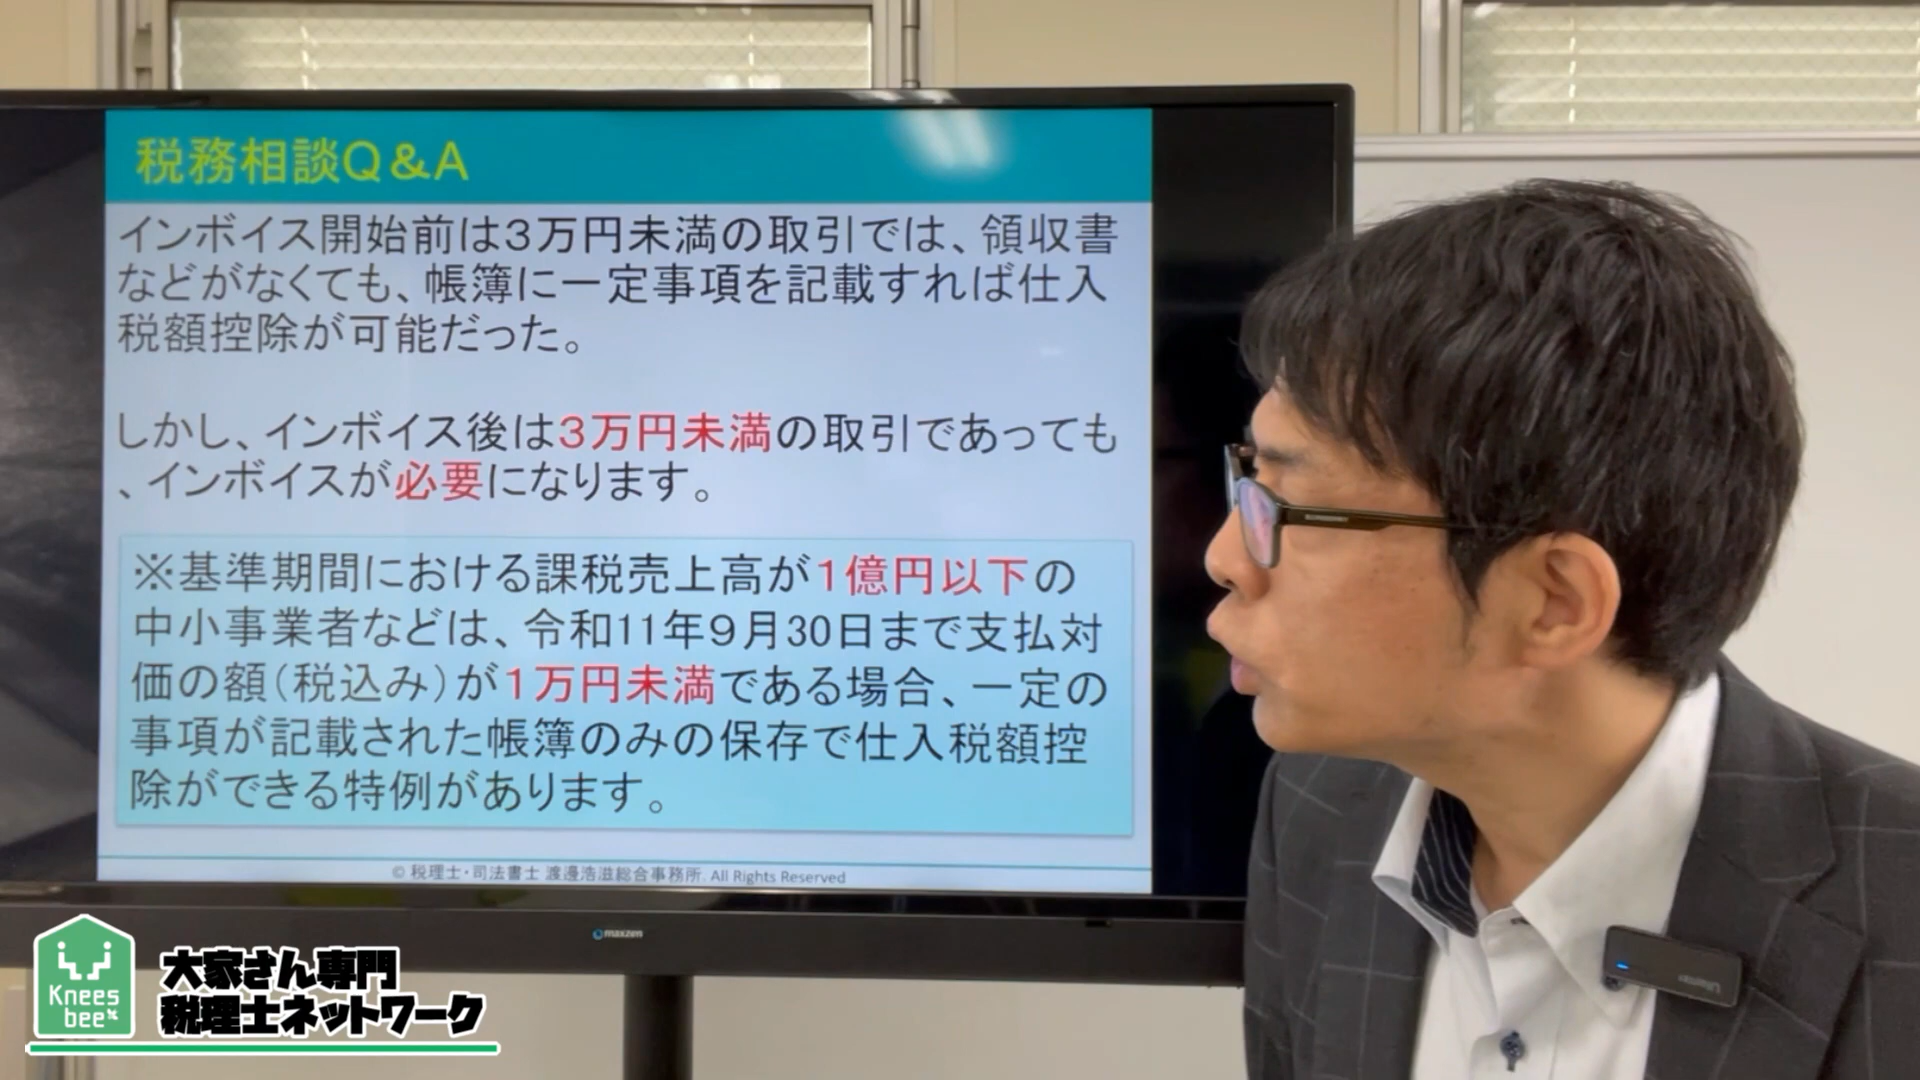 税務相談Q&A
インボイス開始前は3万円未満の取引では、領収書
などがなくても、帳簿に一定事項を記載すれば仕入
税額控除が可能だった。
しかし、インボイス後は3万円未満の取引であっても
、インボイスが必要になります。
※基準期間における課税売上高が1億円以下の
中小事業者などは、令和11年9月30日まで支払対
価の額(税込み)が1万円未満である場合、一定の
事項が記載された帳簿のみの保存で仕入税額控
除ができる特例があります。
© 税理士・司法書士 渡邊浩滋総合事務所. All Rights Reserved
maxzen
Knees
bee
大家さん専門
税理士ネットワーク